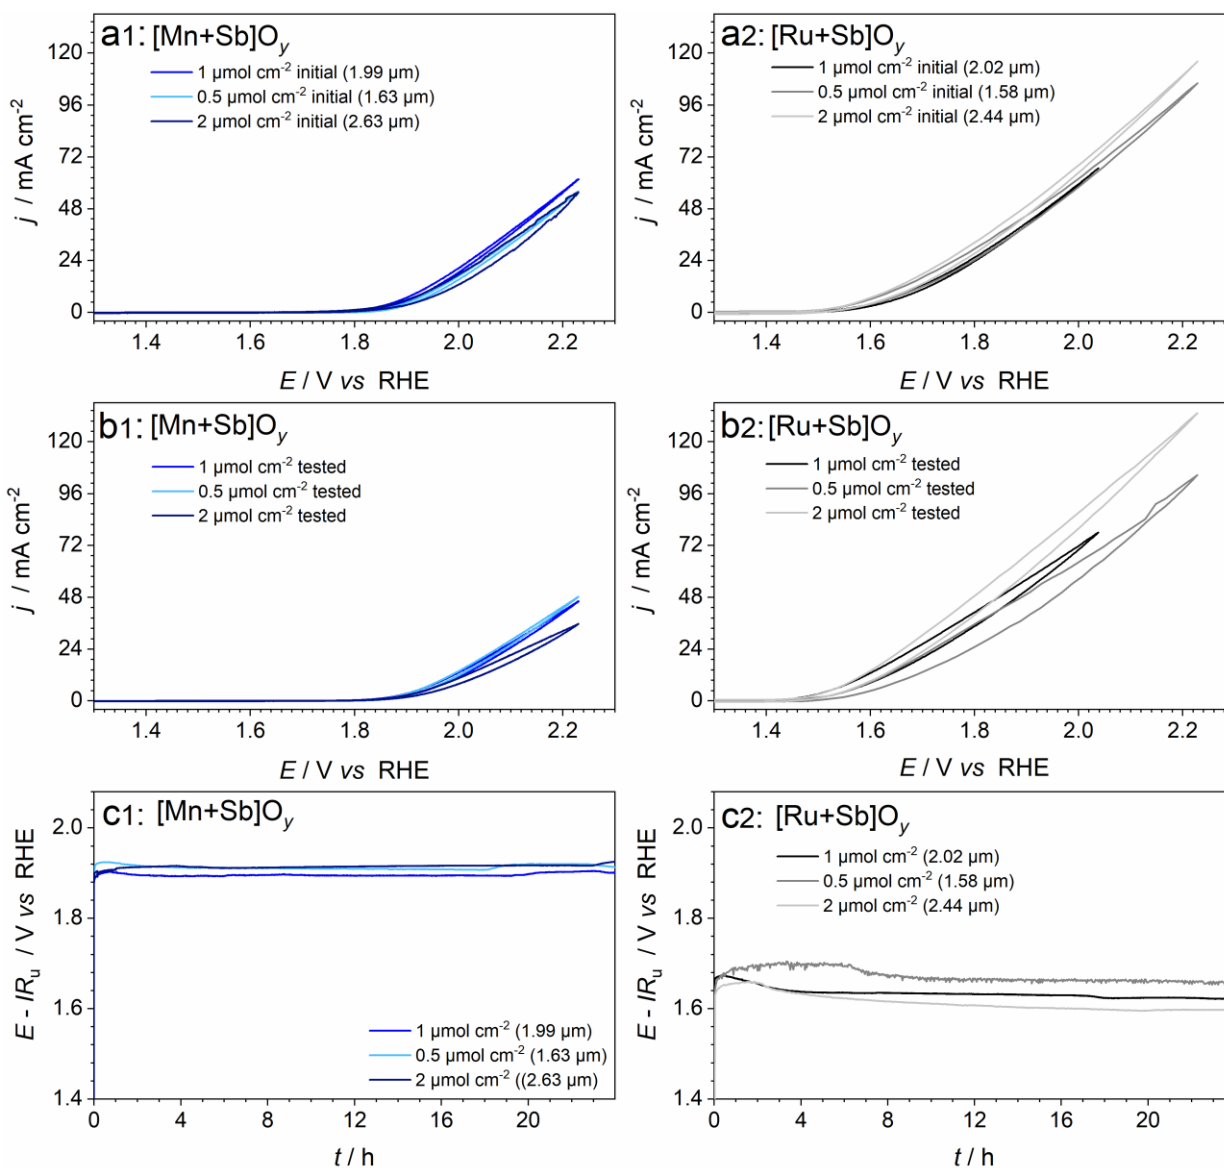 a1: [Mn+Sb]Oy
1 µmol cm-2 initial (1.99 µm)
0.5 µmol cm-2 initial (1.63 µm)
2 µmol cm-2 initial (2.63 µm)
120
96
72
48
24
0
j / mA cm-2
1.4 1.6 1.8 2.0 2.2
E / V vs RHE
a2: [Ru+Sb]Oy
1 µmol cm-2 initial (2.02 µm)
0.5 µmol cm-2 initial (1.58 µm)
2 µmol cm-2 initial (2.44 µm)
120
96
72
48
24
0
j / mA cm-2
1.4 1.6 1.8 2.0 2.2
E / V vs RHE
b1: [Mn+Sb]Oy
1 µmol cm-2 tested
0.5 µmol cm-2 tested
2 µmol cm-2 tested
120
96
72
48
24
0
j / mA cm-2
1.4 1.6 1.8 2.0 2.2
E / V vs RHE
b2: [Ru+Sb]Oy
1 µmol cm-2 tested
0.5 µmol cm-2 tested
2 µmol cm-2 tested
120
96
72
48
24
0
j / mA cm-2
1.4 1.6 1.8 2.0 2.2
E / V vs RHE
c1: [Mn+Sb]Oy
2.0
1.8
1.6
1.4
E - IRu / V vs RHE
1 µmol cm-2 (1.99 µm)
0.5 µmol cm-2 (1.63 µm)
2 µmol cm-2 ((2.63 µm)
0 4 8 12 16 20
t / h
c2: [Ru+Sb]Oy
1 µmol cm-2 (2.02 µm)
0.5 µmol cm-2 (1.58 µm)
2 µmol cm-2 (2.44 µm)
2.0
1.8
1.6
1.4
E - IRu / V vs RHE
0 4 8 12 16 20
t / h